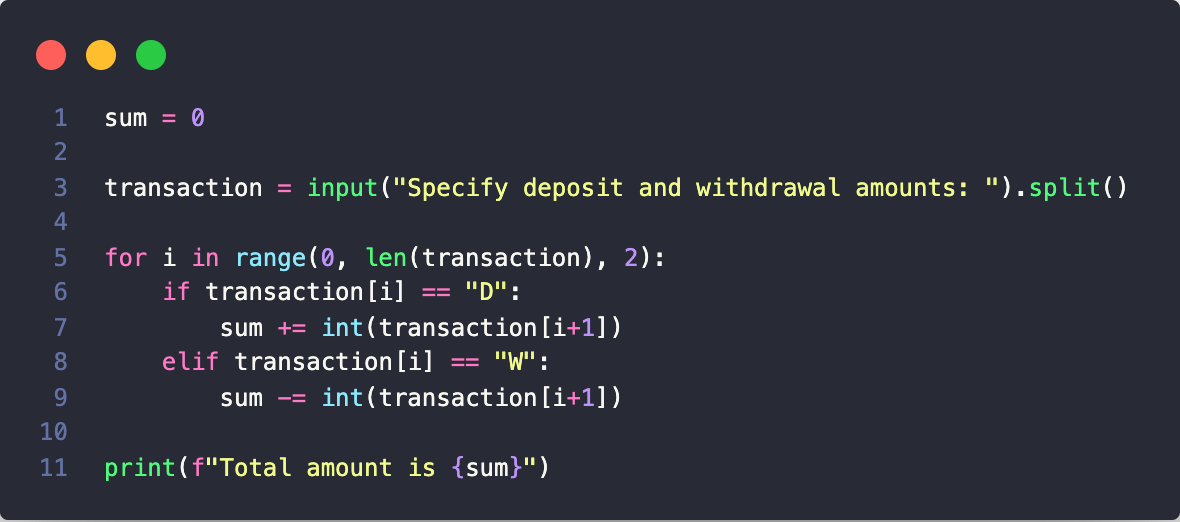 1 sum = 0
2
3 transaction = input("Specify deposit and withdrawal amounts: ").split()
4
5 for i in range(0, len(transaction), 2):
6     if transaction[i] == "D":
7         sum += int(transaction[i+1])
8     elif transaction[i] == "W":
9         sum -= int(transaction[i+1])
10
11 print(f"Total amount is {sum}")